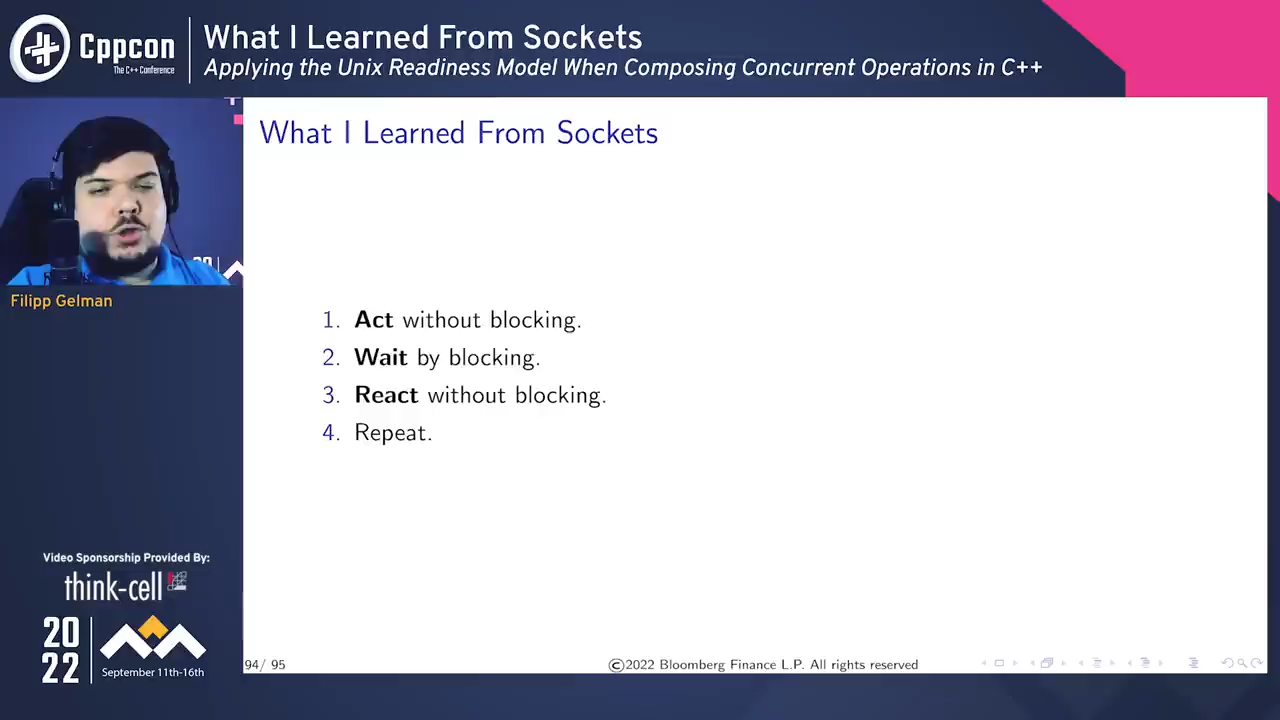 Cppcon
The C++ Conference
What I Learned From Sockets
Applying the Unix Readiness Model When Composing Concurrent Operations in C++
Filipp Gelman
What I Learned From Sockets
1. Act without blocking.
2. Wait by blocking.
3. React without blocking.
4. Repeat.
Video Sponsorship Provided By:
think-cell
20
22
September 11th-16th
94/ 95
©2022 Bloomberg Finance L.P. All rights reserved